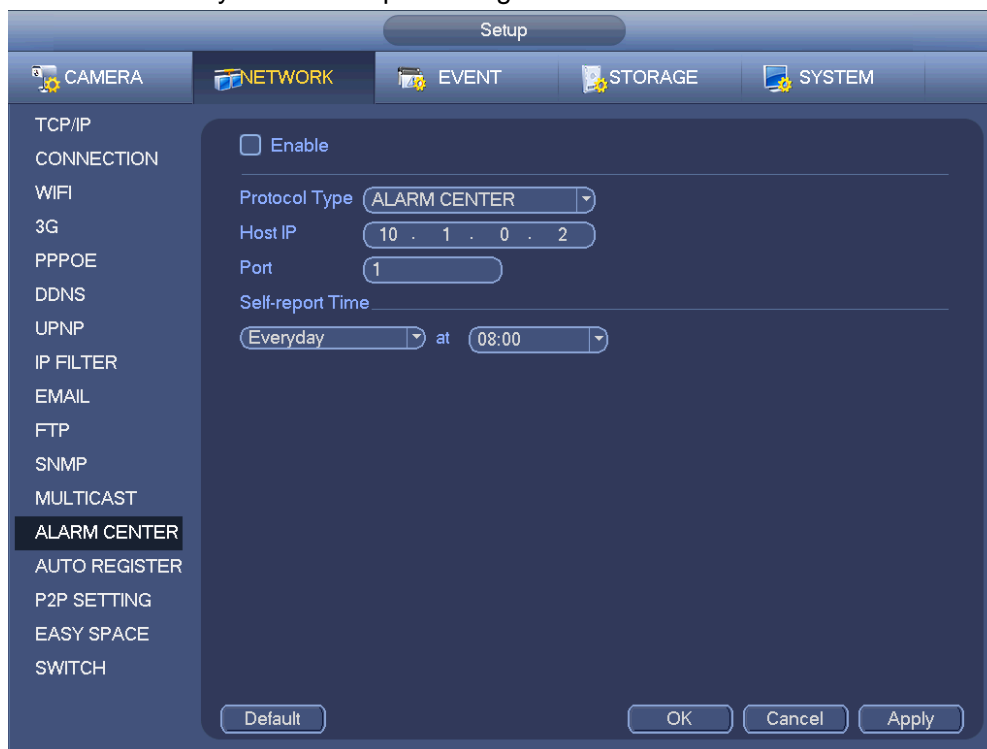 Setup
CAMERA NETWORK EVENT STORAGE SYSTEM
TCP/IP
CONNECTION
WIFI
3G
PPPOE
DDNS
UPNP
IP FILTER
EMAIL
FTP
SNMP
MULTICAST
ALARM CENTER
AUTO REGISTER
P2P SETTING
EASY SPACE
SWITCH
Enable
Protocol Type ALARM CENTER
Host IP 10 . 1 . 0 . 2
Port 1
Self-report Time
Everyday at 08:00
Default OK Cancel Apply